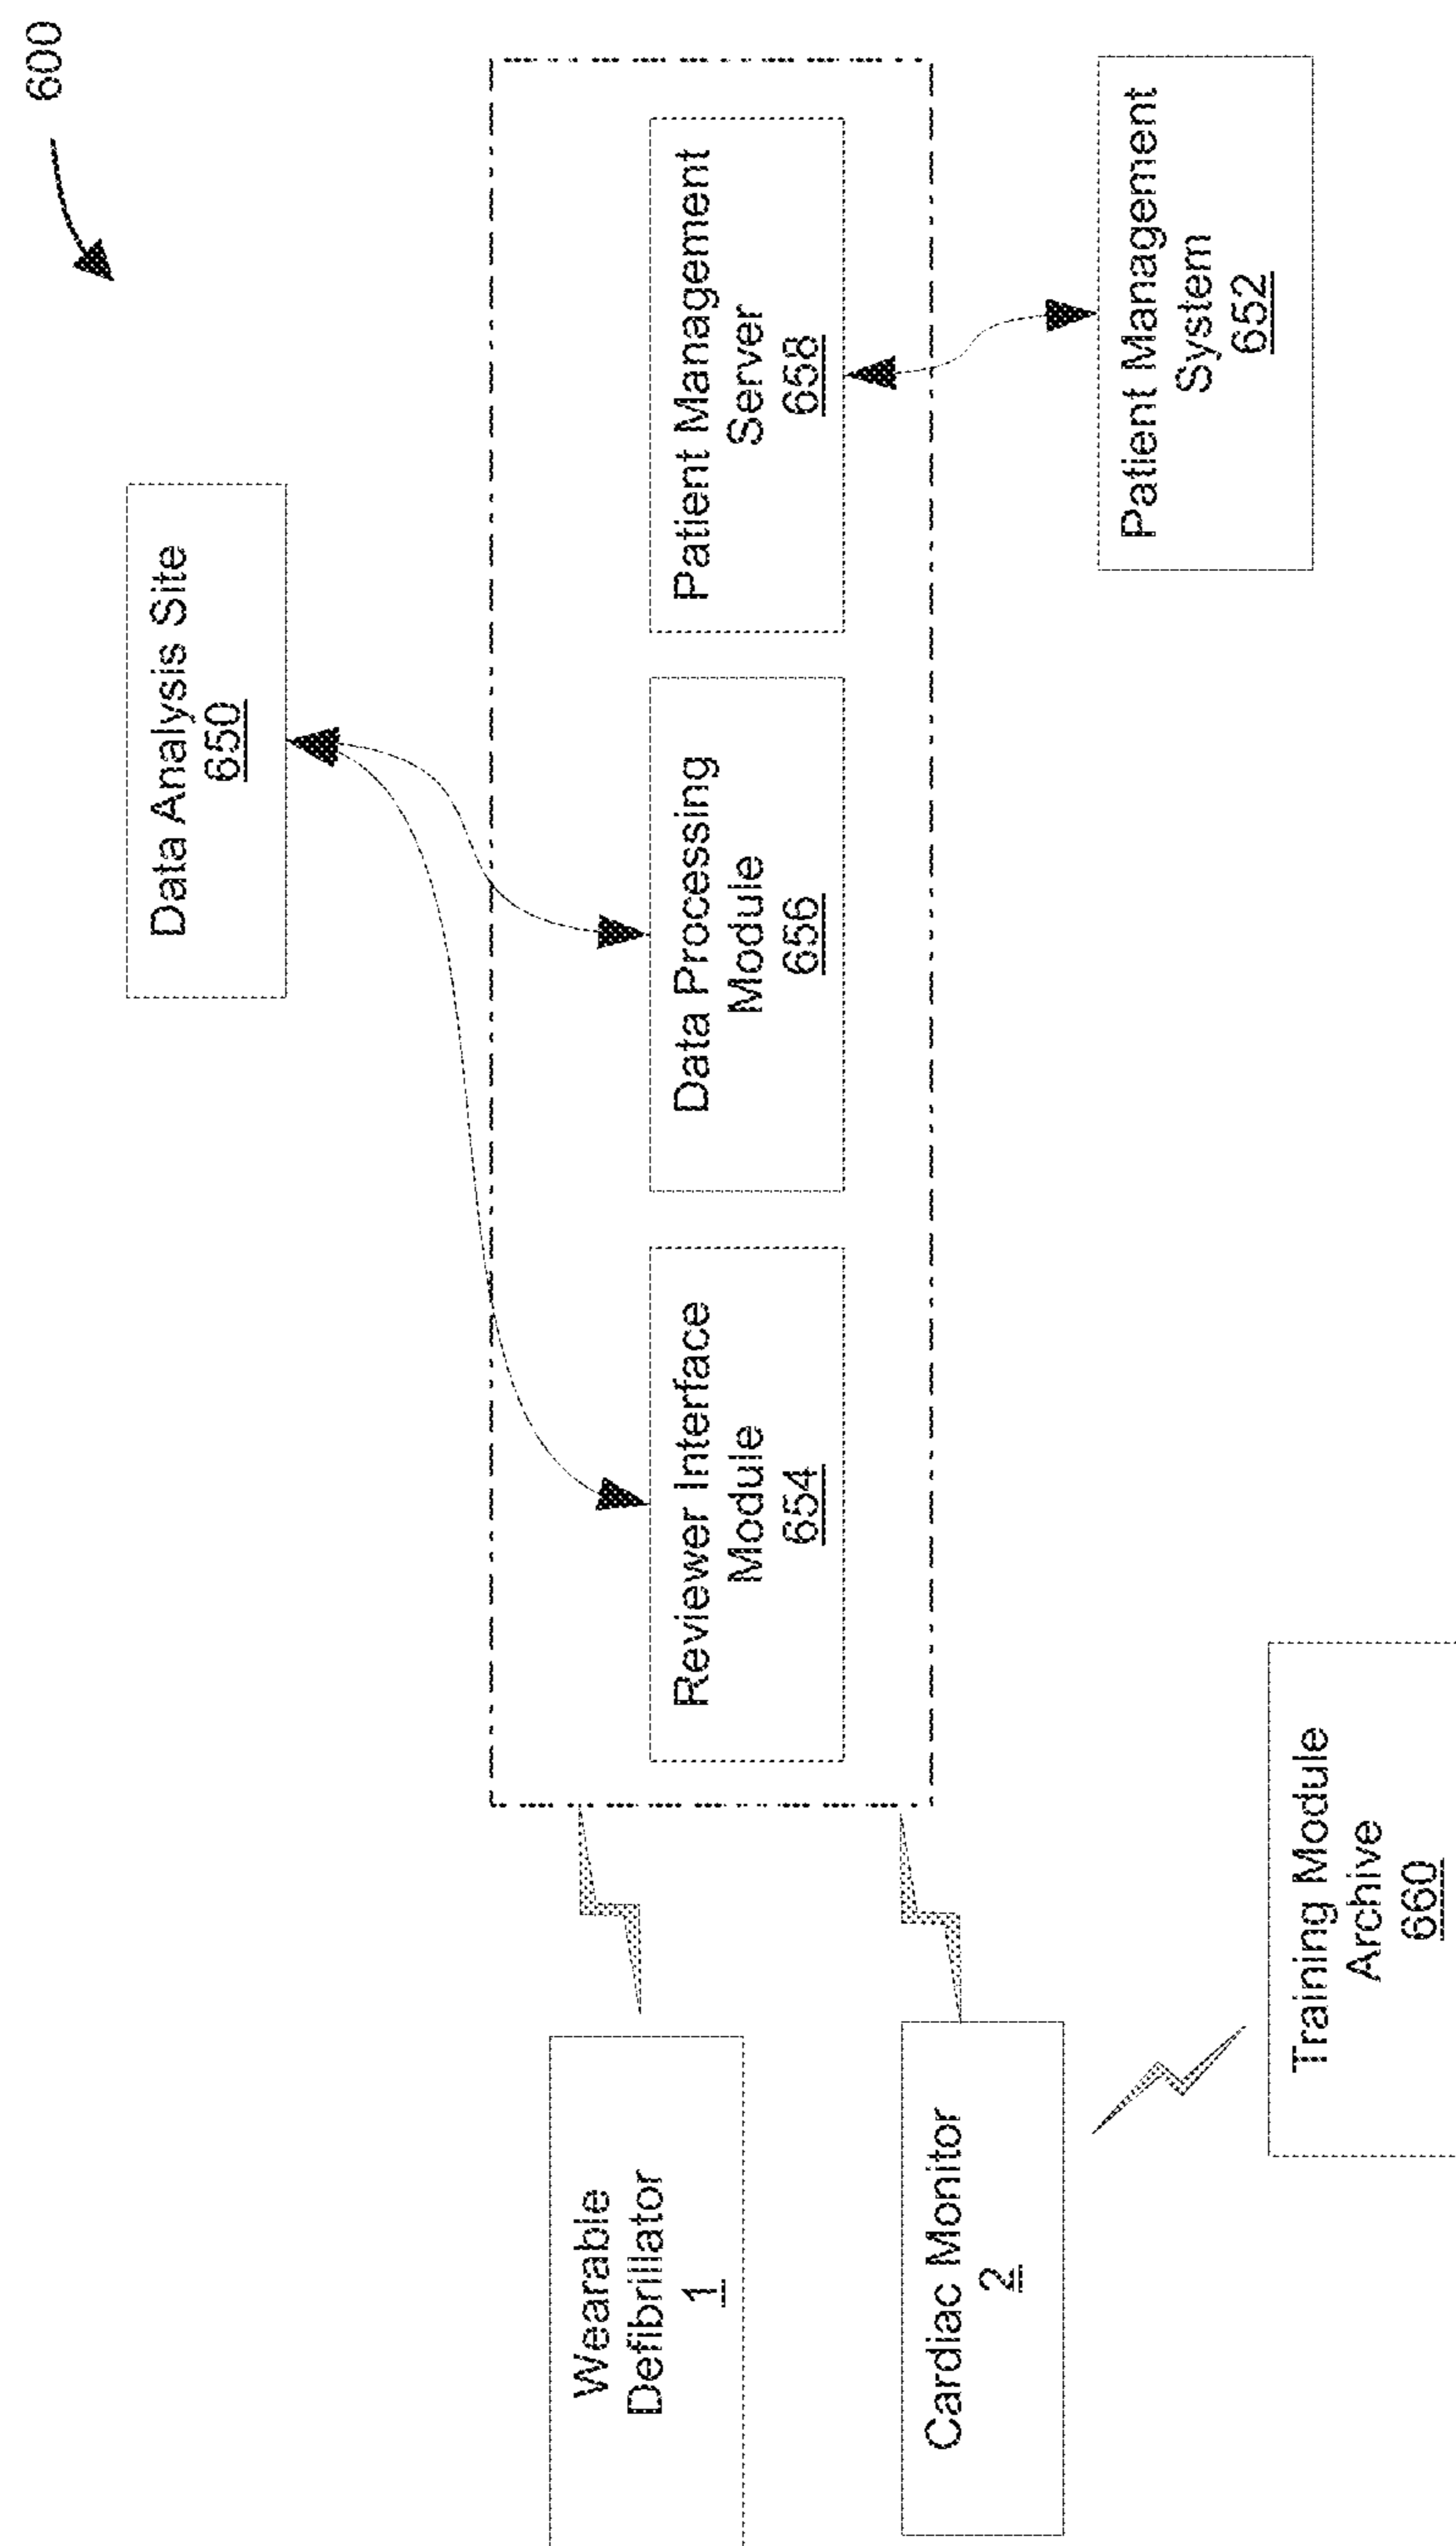 600
Data Analysis Site
650
Reviewer Interface
Module
654
Data Processing
Module
656
Patient Management
Server
658
Wearable
Defibrillator
1
Cardiac Monitor
2
Patient Management
System
652
Training Module
Archive
660